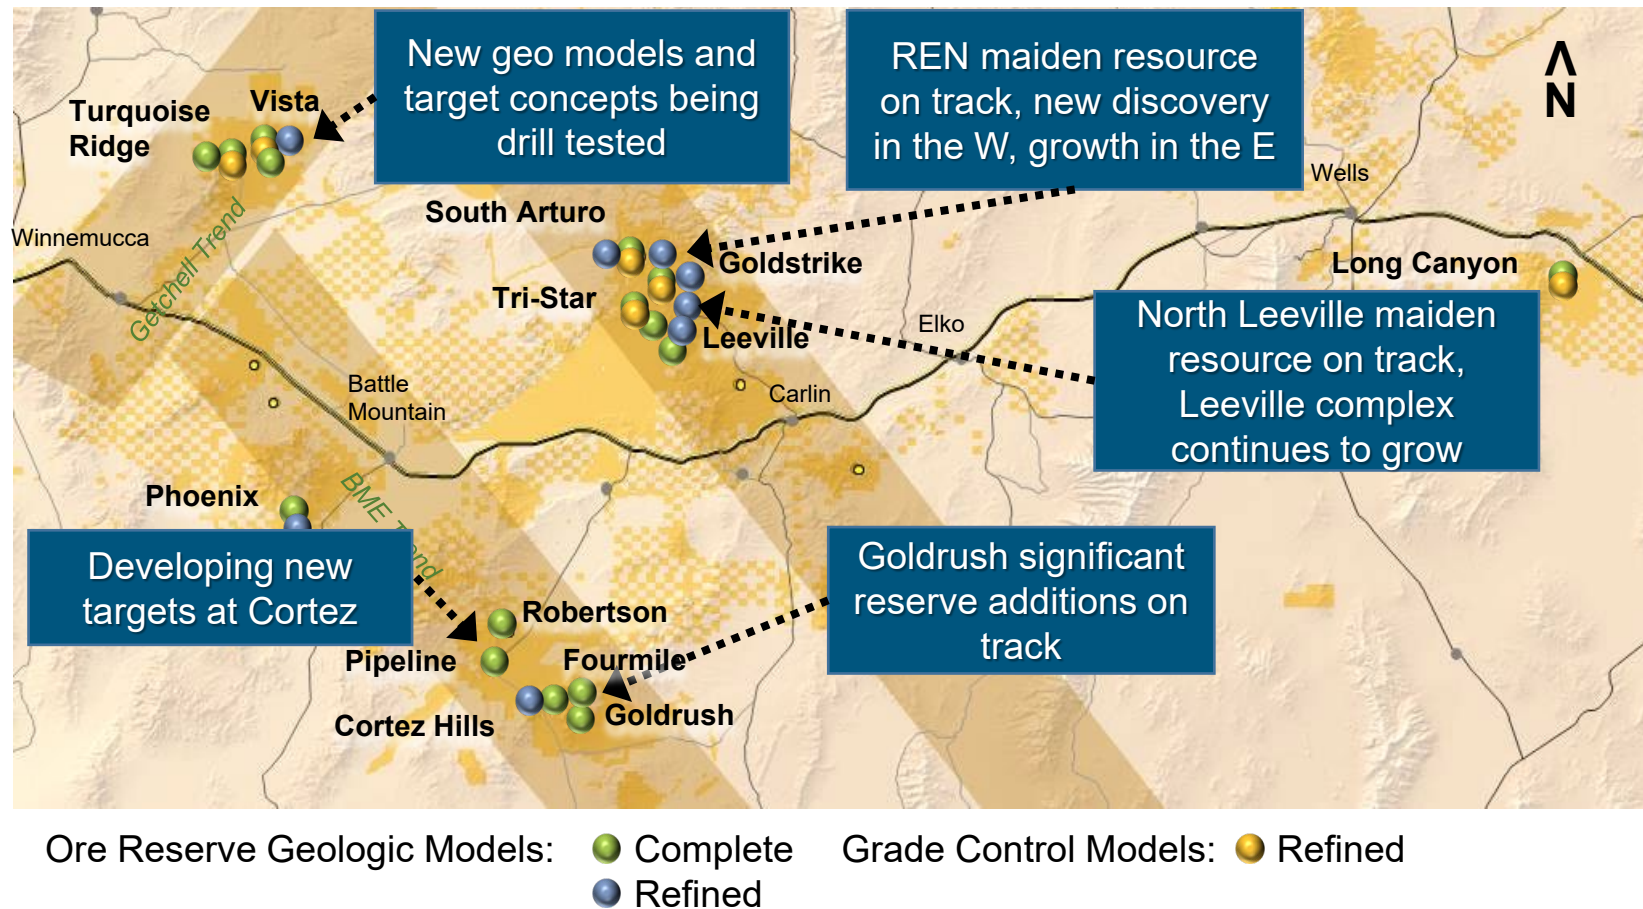 New geo models and
target concepts being
drill tested
REN maiden resource
on track, new discovery
in the W, growth in the E
Λ
N
Turquoise
Ridge
Vista
Wells
South Arturo
Winnemucca
Getchell Trend
Goldstrike
Long Canyon
Tri-Star
Leeville
Elko
North Leeville maiden
resource on track,
Leeville complex
continues to grow
Battle
Mountain
Carlin
Phoenix
BME Trend
Developing new
targets at Cortez
Goldrush significant
reserve additions on
track
Robertson
Pipeline
Fourmile
Goldrush
Cortez Hills
Ore Reserve Geologic Models: Complete Grade Control Models: Refined
Refined